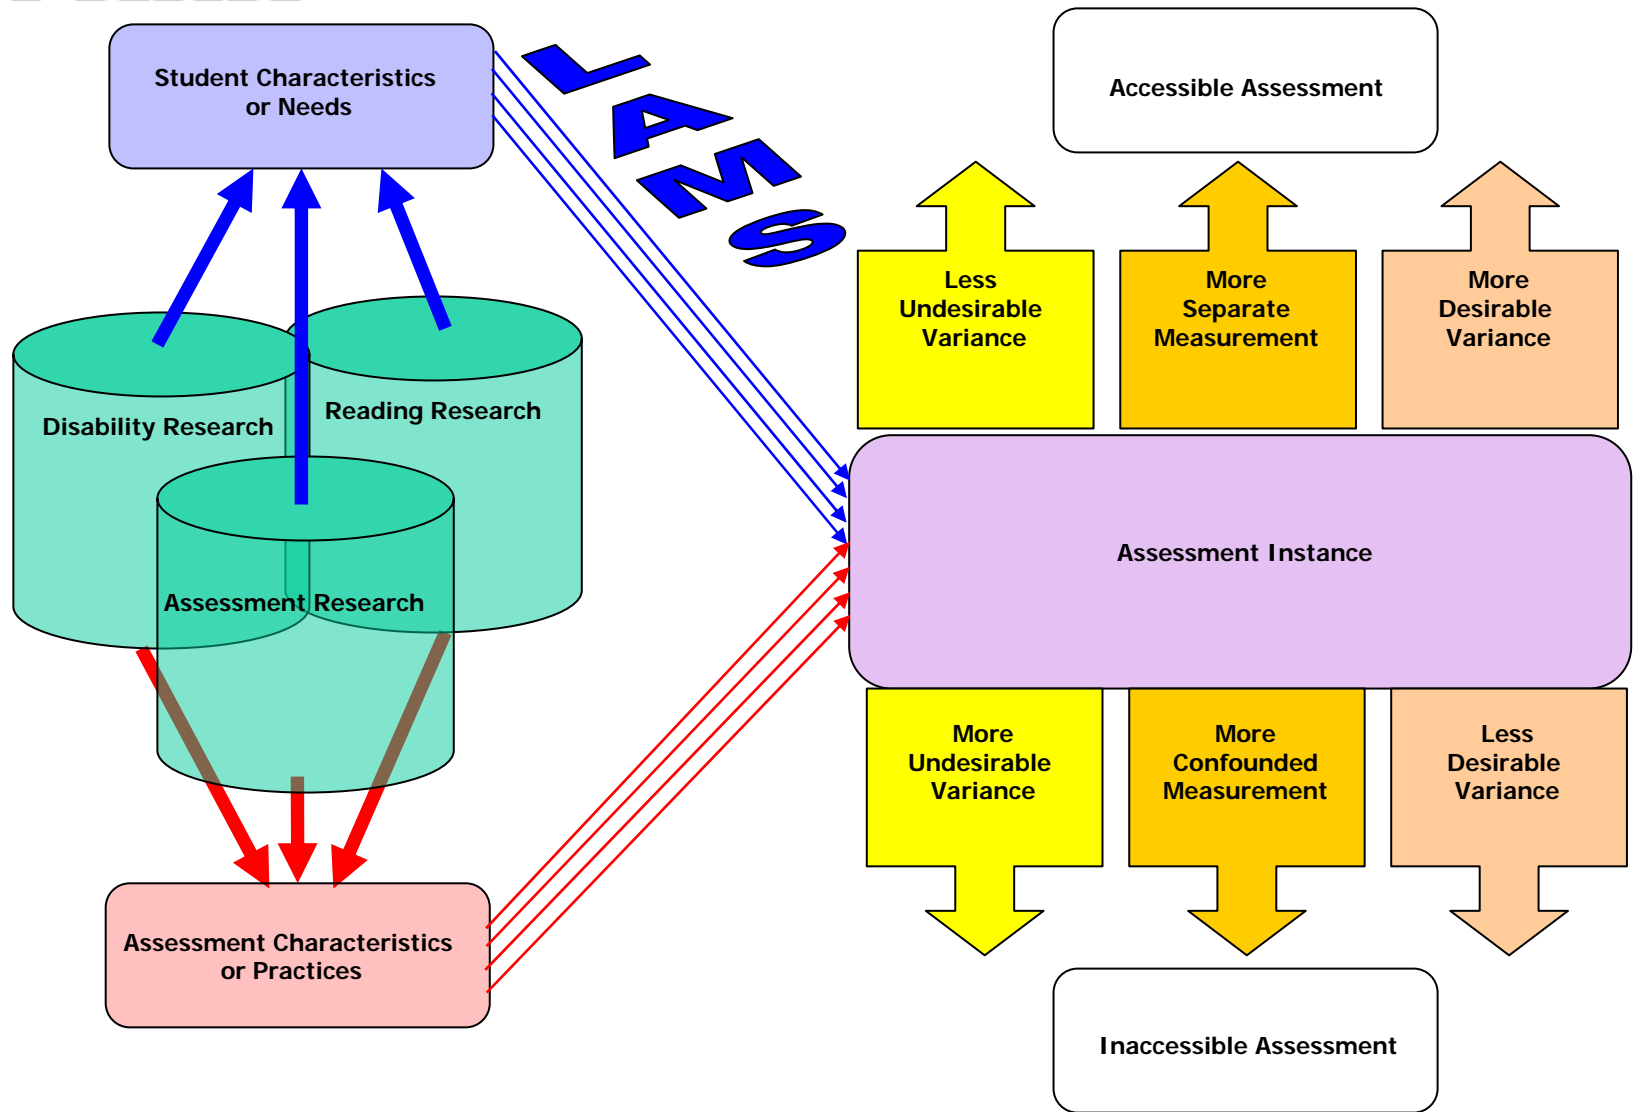 Student Characteristics
or Needs
LAMS
Accessible Assessment
Less
Undesirable
Variance
More
Separate
Measurement
More
Desirable
Variance
Disability Research
Reading Research
Assessment Research
Assessment Instance
More
Undesirable
Variance
More
Confounded
Measurement
Less
Desirable
Variance
Assessment Characteristics
or Practices
Inaccessible Assessment